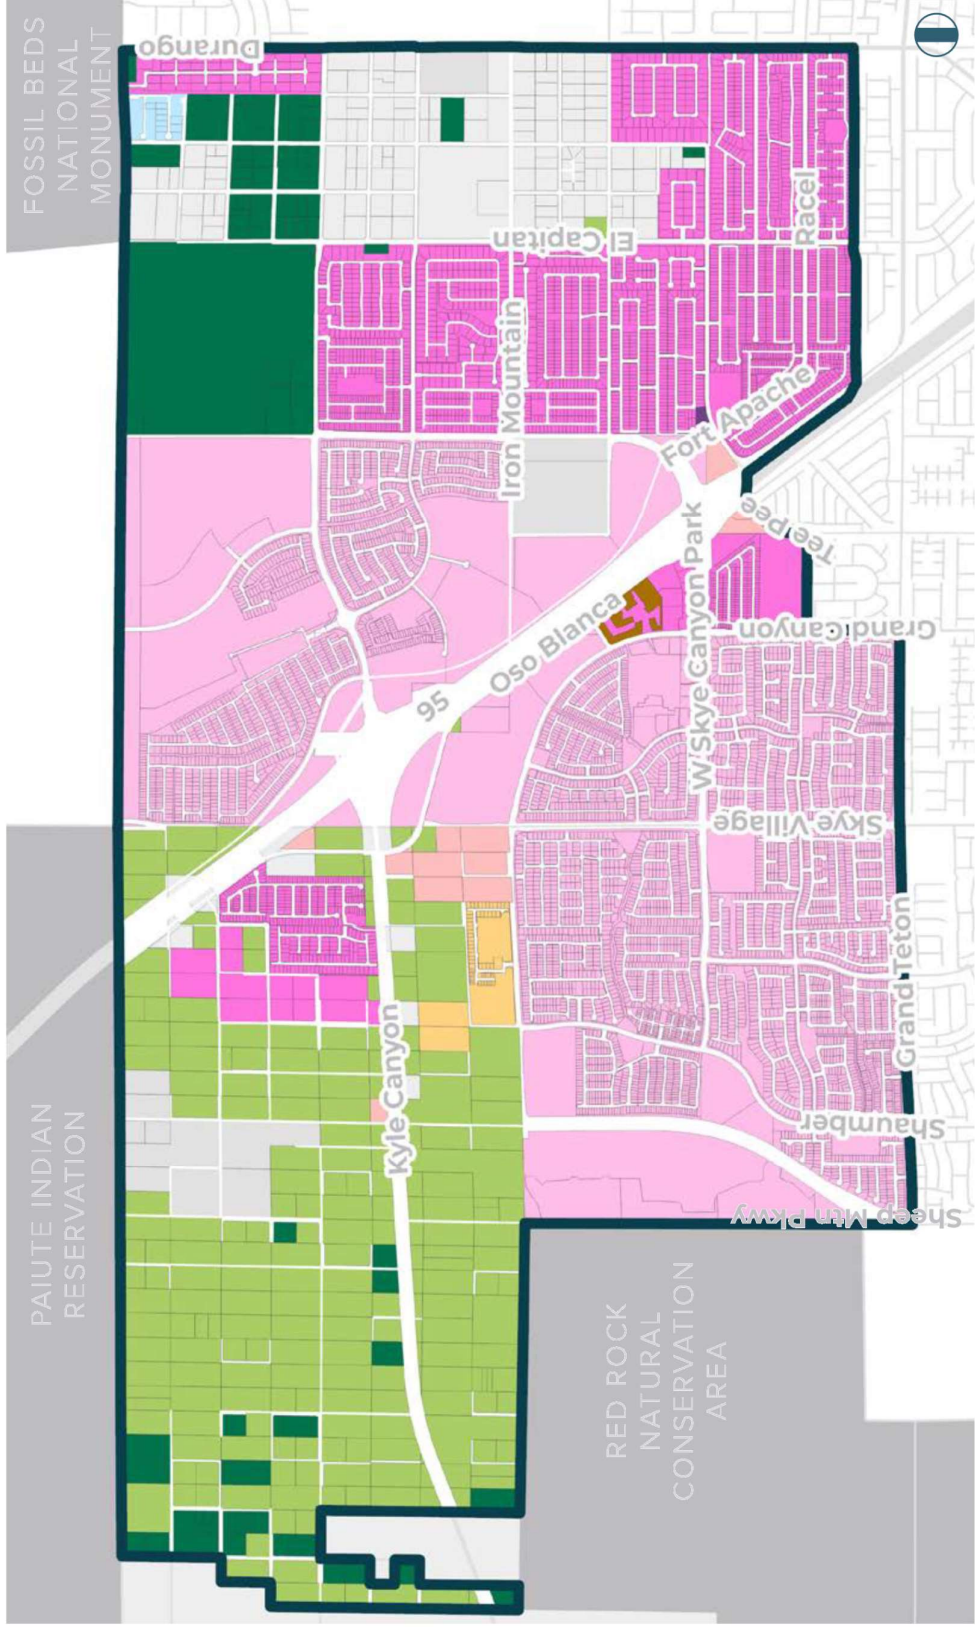 FOSSIL BEDS
NATIONAL
MONUMENT
Durango
Racel
El Capitan
Iron Mountain
Fort Apache
Tee Pee
W Skye Canyon Park
Grand Canyon
Oso Blanca
95
Skye Village
Grand Teton
Kyle Canyon
Shaumber
Sheep Mtn Pkwy
PAIUTE INDIAN
RESERVATION
RED ROCK
NATURAL
CONSERVATION
AREA